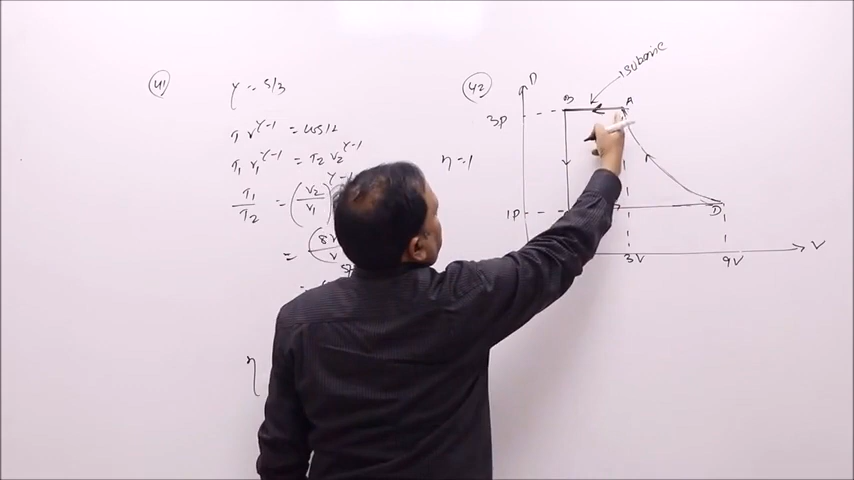 41
γ = 5/3
T V^γ-1 = const
T1 V1^γ-1 = T2 V2^γ-1
T1/T2 = (V2/V1)^γ-1
= (8V/V
=
η
n = 1
42
P
isobaric
B
A
3P
1P
D
3V
9V
V